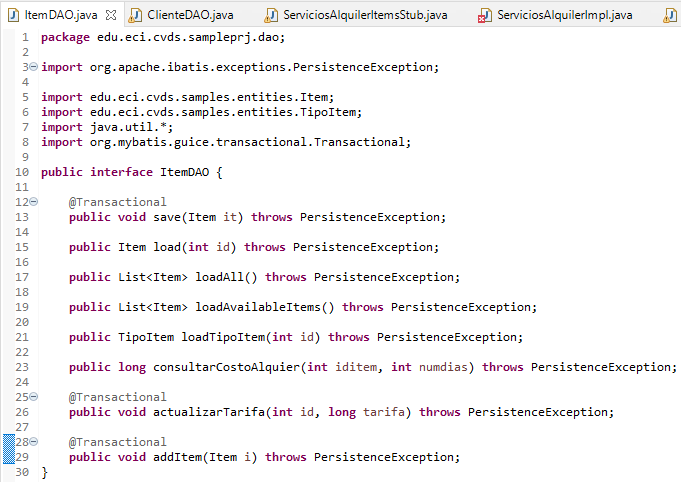 ItemDAO.java ClienteDAO.java ServiciosAlquilerItemsStub.java ServiciosAlquilerImpl.java
1 package edu.eci.cvds.sampleprj.dao;
2
3 import org.apache.ibatis.exceptions.PersistenceException;
4
5 import edu.eci.cvds.samples.entities.Item;
6 import edu.eci.cvds.samples.entities.TipoItem;
7 import java.util.*;
8 import org.mybatis.guice.transactional.Transactional;
9
10 public interface ItemDAO {
11
12 @Transactional
13 public void save(Item it) throws PersistenceException;
14
15 public Item load(int id) throws PersistenceException;
16
17 public List<Item> loadAll() throws PersistenceException;
18
19 public List<Item> loadAvailableItems() throws PersistenceException;
20
21 public TipoItem loadTipoItem(int id) throws PersistenceException;
22
23 public long consultarCostoAlquier(int iditem, int numdias) throws PersistenceException;
24
25 @Transactional
26 public void actualizarTarifa(int id, long tarifa) throws PersistenceException;
27
28 @Transactional
29 public void addItem(Item i) throws PersistenceException;
30 }